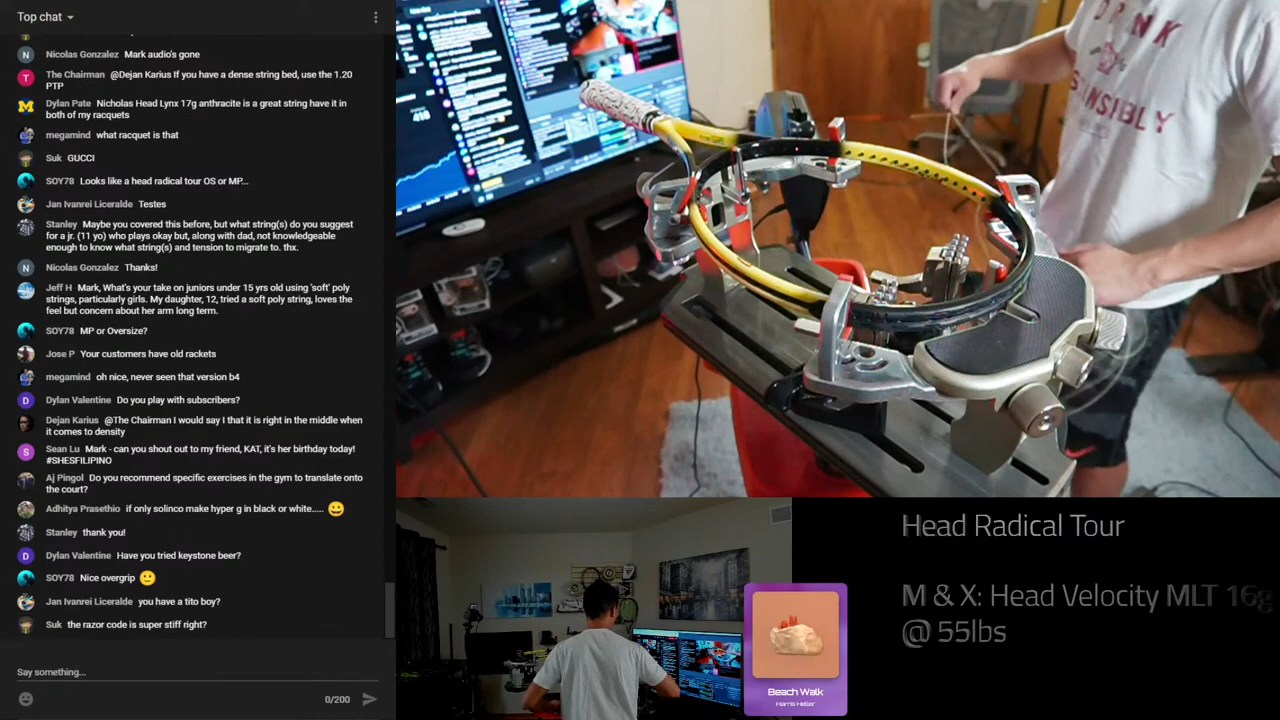 Top chat
Nicolas Gonzalez Mark audio's gone
The Chairman @Dejan Karius If you have a dense string bed, use the 1.20
PTP
Dylan Pate Nicholas Head Lynx 17g anthracite is a great string have it in
both of my racquets
megamind what racquet is that
Suk GUCCI
SOY78 Looks like a head radical tour OS or MP...
Jan Ivanrei Liceralde Testes
Stanley Maybe you covered this before, but what string(s) do you suggest
for a jr. (11 yo) who plays okay but, along with dad, not knowledgeable
enough to know what string(s) and tension to migrate to. thx.
Nicolas Gonzalez Thanks!
Jeff H Mark, What's your take on juniors under 15 yrs old using 'soft' poly
strings, particularly girls. My daughter, 12, tried a soft poly string, loves the
feel but concern about her arm long term.
SOY78 MP or Oversize?
Jose P Your customers have old rackets
megamind oh nice, never seen that version b4
Dylan Valentine Do you play with subscribers?
Dejan Karius @The Chairman I would say I that it is right in the middle when
it comes to density
Sean Lu Mark - can you shout out to my friend, KAT, it's her birthday today!
#SHESFILIPINO
Aj Pingol Do you recommend specific exercises in the gym to translate onto
the court?
Adhitya Prasethio if only solinco make hyper g in black or white..... 😀
Stanley thank you!
Dylan Valentine Have you tried keystone beer?
SOY78 Nice overgrip 🙂
Jan Ivanrei Liceralde you have a tito boy?
Suk the razor code is super stiff right?
Say something...
0/200
DRINK
Head Radical Tour
M & X: Head Velocity MLT 16g
@ 55lbs
Beach Walk
Harris Heller